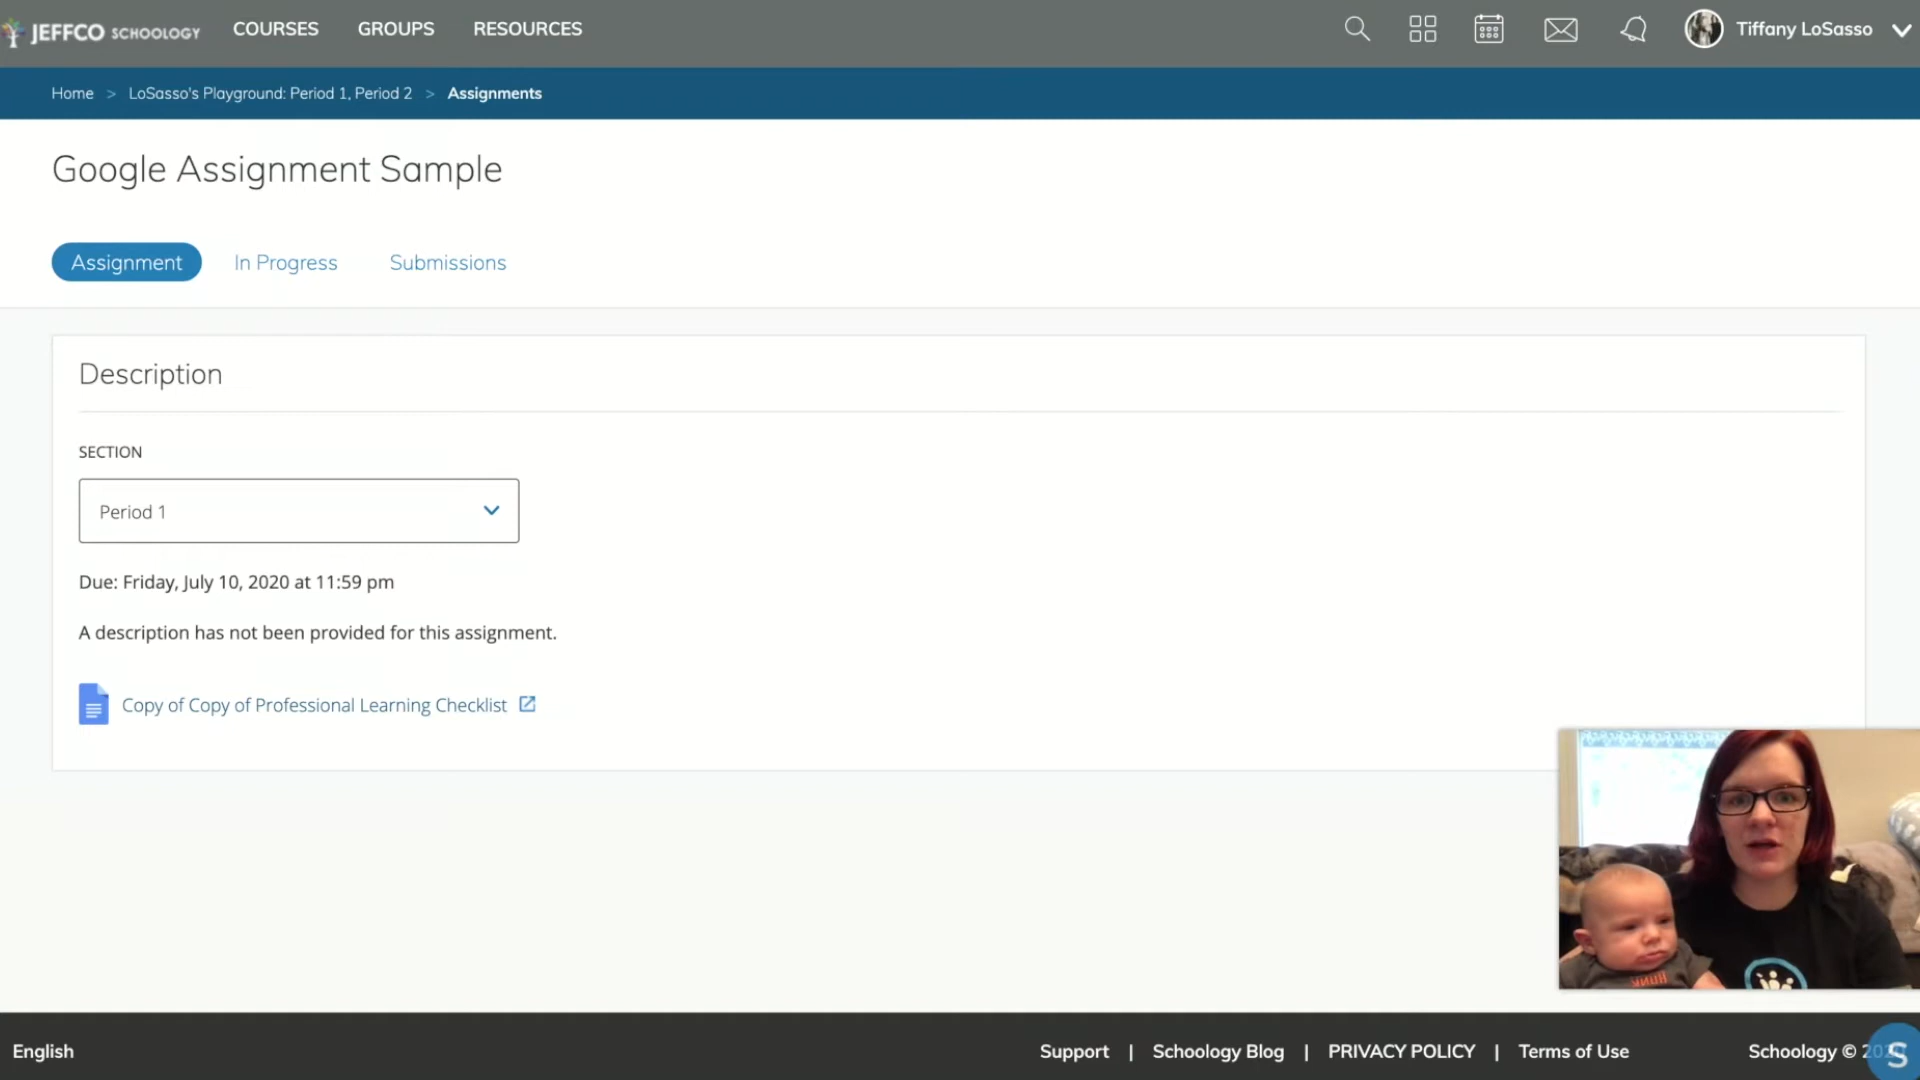 JEFFCO SCHOOLOGY COURSES GROUPS RESOURCES Tiffany LoSasso
Home > LoSasso's Playground: Period 1, Period 2 > Assignments
Google Assignment Sample
Assignment In Progress Submissions
Description
SECTION
Period 1
Due: Friday, July 10, 2020 at 11:59 pm
A description has not been provided for this assignment.
Copy of Copy of Professional Learning Checklist
English Support | Schoology Blog | PRIVACY POLICY | Terms of Use Schoology ©
S